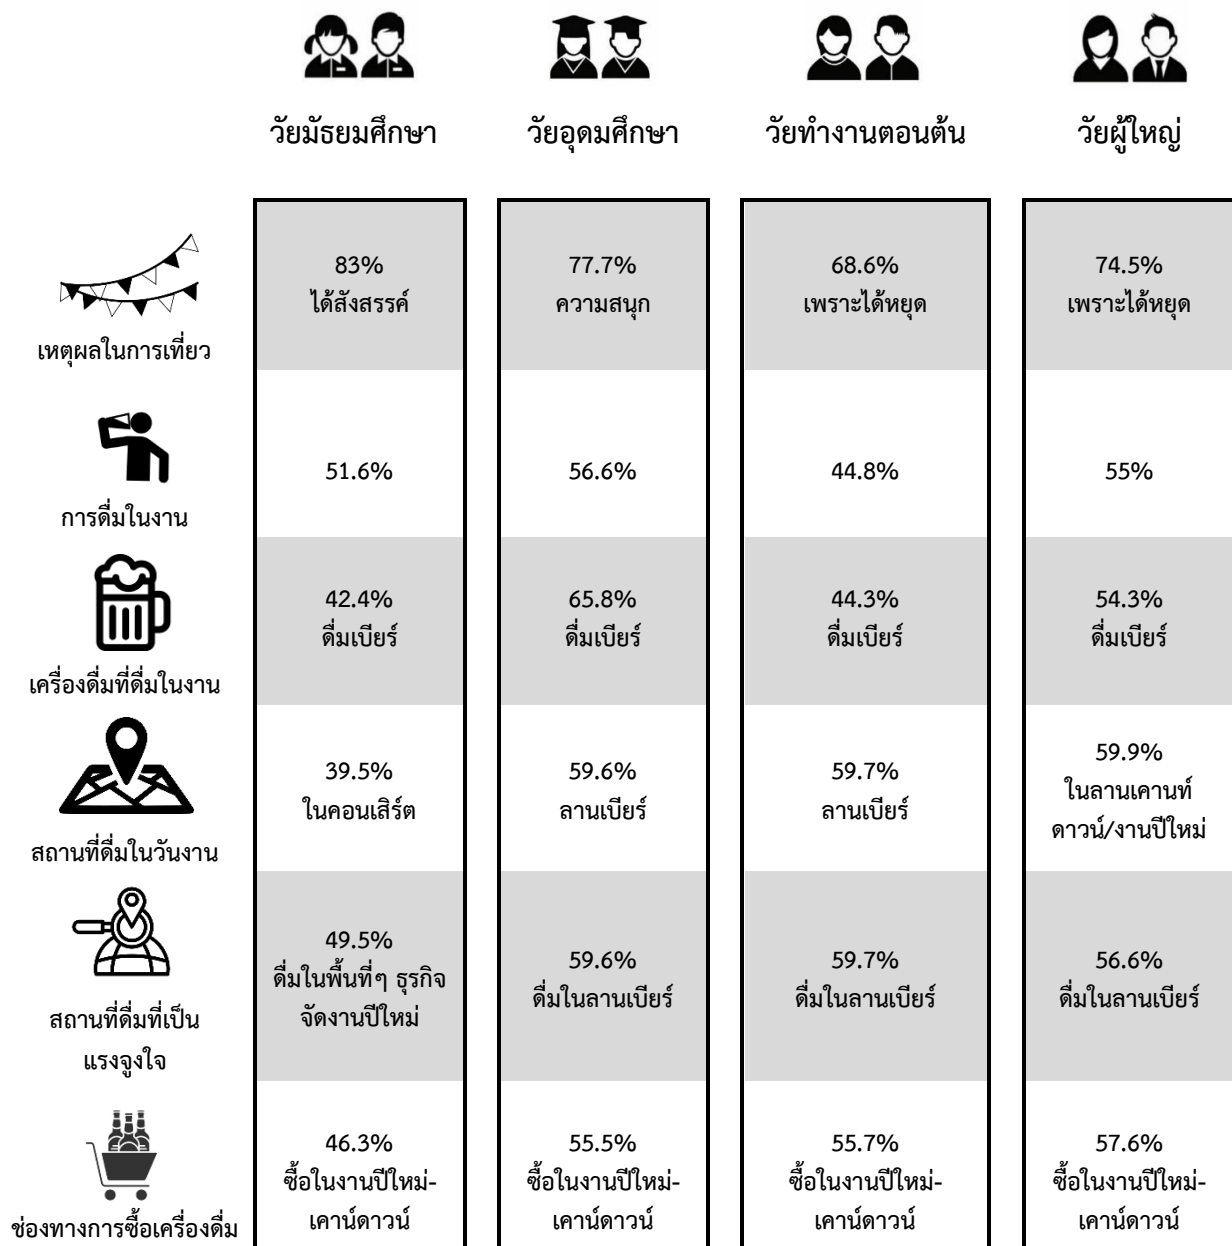 วัยมัธยมศึกษา วัยอุดมศึกษา วัยทำงานตอนต้น วัยผู้ใหญ่
เหตุผลในการเที่ยว
83%
ได้สังสรรค์
77.7%
ความสนุก
68.6%
เพราะได้หยุด
74.5%
เพราะได้หยุด
การดื่มในงาน
51.6%
56.6%
44.8%
55%
เครื่องดื่มที่ดื่มในงาน
42.4%
ดื่มเบียร์
65.8%
ดื่มเบียร์
44.3%
ดื่มเบียร์
54.3%
ดื่มเบียร์
สถานที่ดื่มในวันงาน
39.5%
ในคอนเสิร์ต
59.6%
ลานเบียร์
59.7%
ลานเบียร์
59.9%
ในลานเคานท์
ดาวน์/งานปีใหม่
สถานที่ดื่มที่เป็น
แรงจูงใจ
49.5%
ดื่มในพื้นที่ๆ ธุรกิจ
จัดงานปีใหม่
59.6%
ดื่มในลานเบียร์
59.7%
ดื่มในลานเบียร์
56.6%
ดื่มในลานเบียร์
ช่องทางการซื้อเครื่องดื่ม
46.3%
ซื้อในงานปีใหม่-
เคาน์ดาวน์
55.5%
ซื้อในงานปีใหม่-
เคาน์ดาวน์
55.7%
ซื้อในงานปีใหม่-
เคาน์ดาวน์
57.6%
ซื้อในงานปีใหม่-
เคาน์ดาวน์